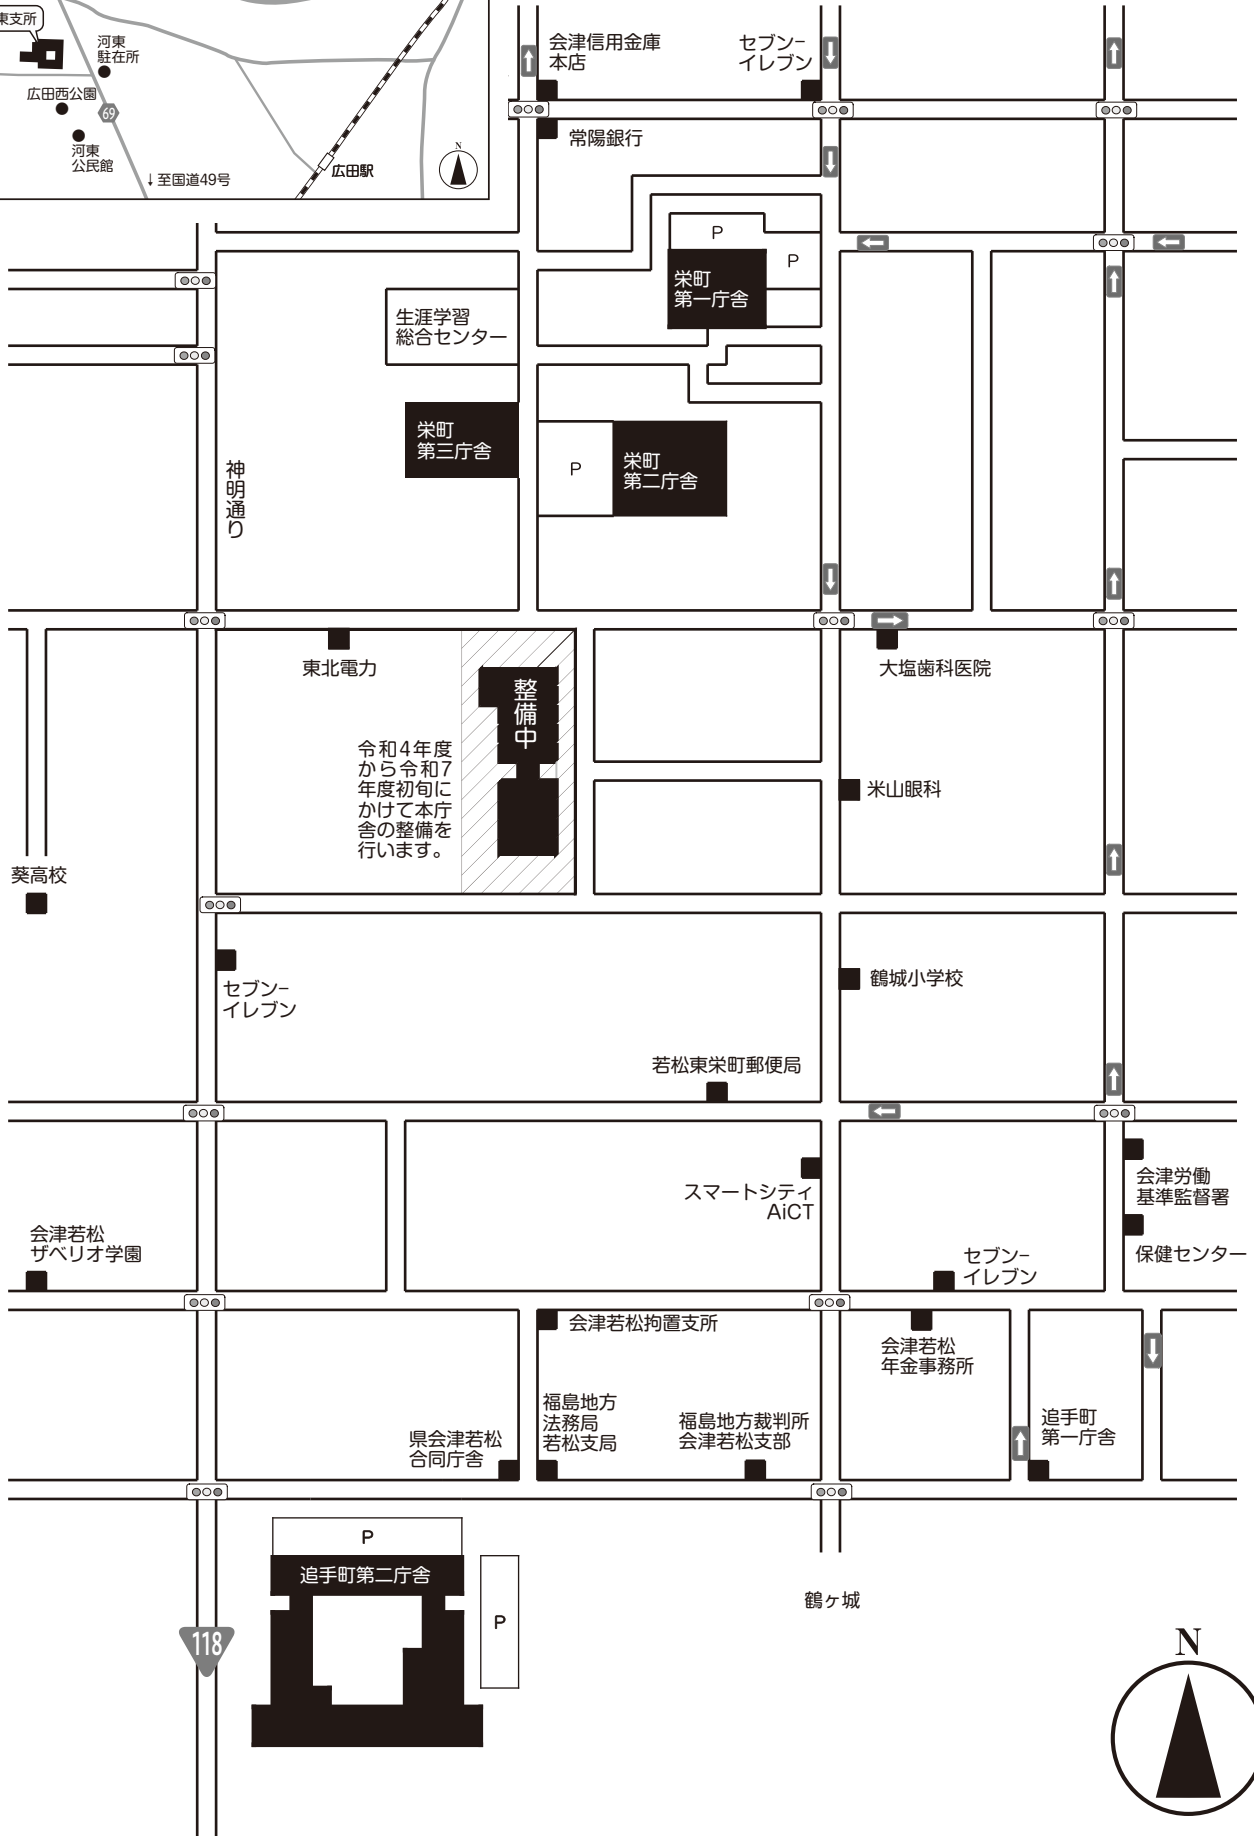 東支所
河東
駐在所
広田西公園
69
河東
公民館
↓至国道49号
広田駅
N
会津信用金庫
本店
セブン-
イレブン
常陽銀行
P
P
栄町
第一庁舎
生涯学習
総合センター
栄町
第三庁舎
P
栄町
第二庁舎
神明通り
東北電力
整備中
大塩歯科医院
令和4年度
から令和7
年度初旬に
かけて本庁
舎の整備を
行います。
米山眼科
葵高校
セブン-
イレブン
鶴城小学校
若松東栄町郵便局
スマートシティ
AiCT
会津労働
基準監督署
保健センター
会津若松
ザベリオ学園
セブン-
イレブン
会津若松拘置支所
会津若松
年金事務所
福島地方
法務局
若松支局
福島地方裁判所
会津若松支部
県会津若松
合同庁舎
追手町
第一庁舎
P
追手町第二庁舎
P
鶴ヶ城
118
N